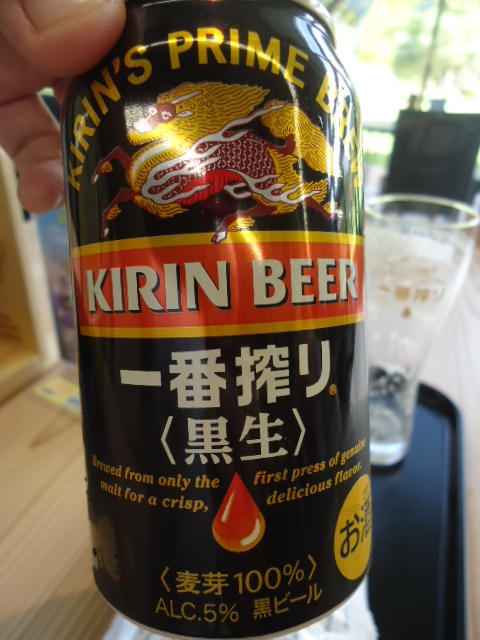 KIRIN'S PRIME
KIRIN BEER
一番搾り®
〈黒生〉
Brewed from only the first press of genuine
malt for a crisp, delicious flavor.
お酒
〈麦芽100%〉
ALC.5% 黒ビール
一番搾り